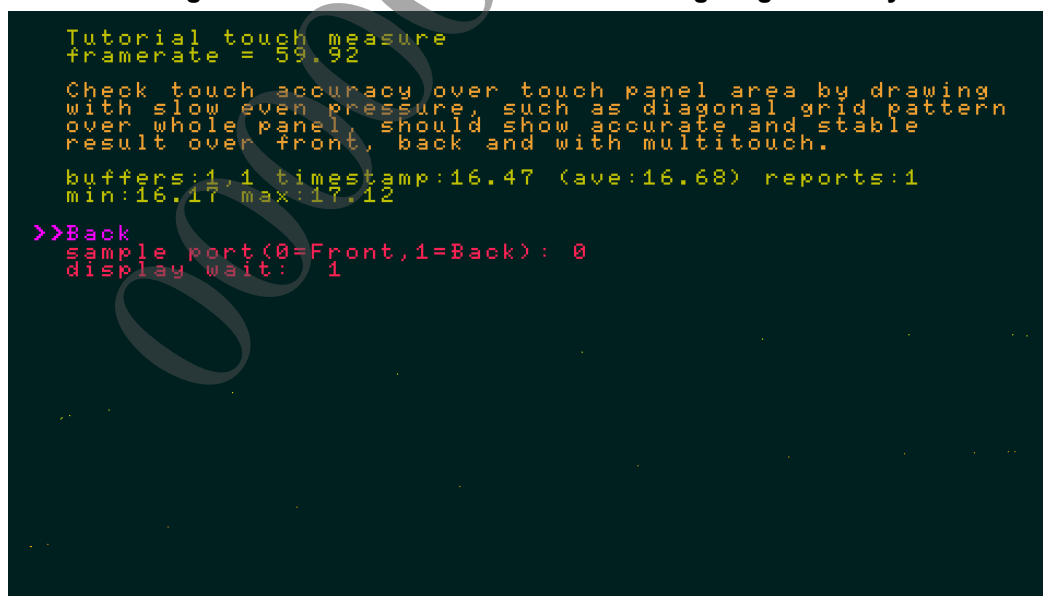 Tutorial touch measure
framerate = 59.92
Check touch accuracy over touch panel area by drawing
with slow even pressure, such as diagonal grid pattern
over whole panel, should show accurate and stable
result over front, back and with multitouch.
buffers:1,1 timestamp:16.47 (ave:16.68) reports:1
min:16.17 max:17.12
>>Back
sample port(0=Front,1=Back): 0
display wait: 1